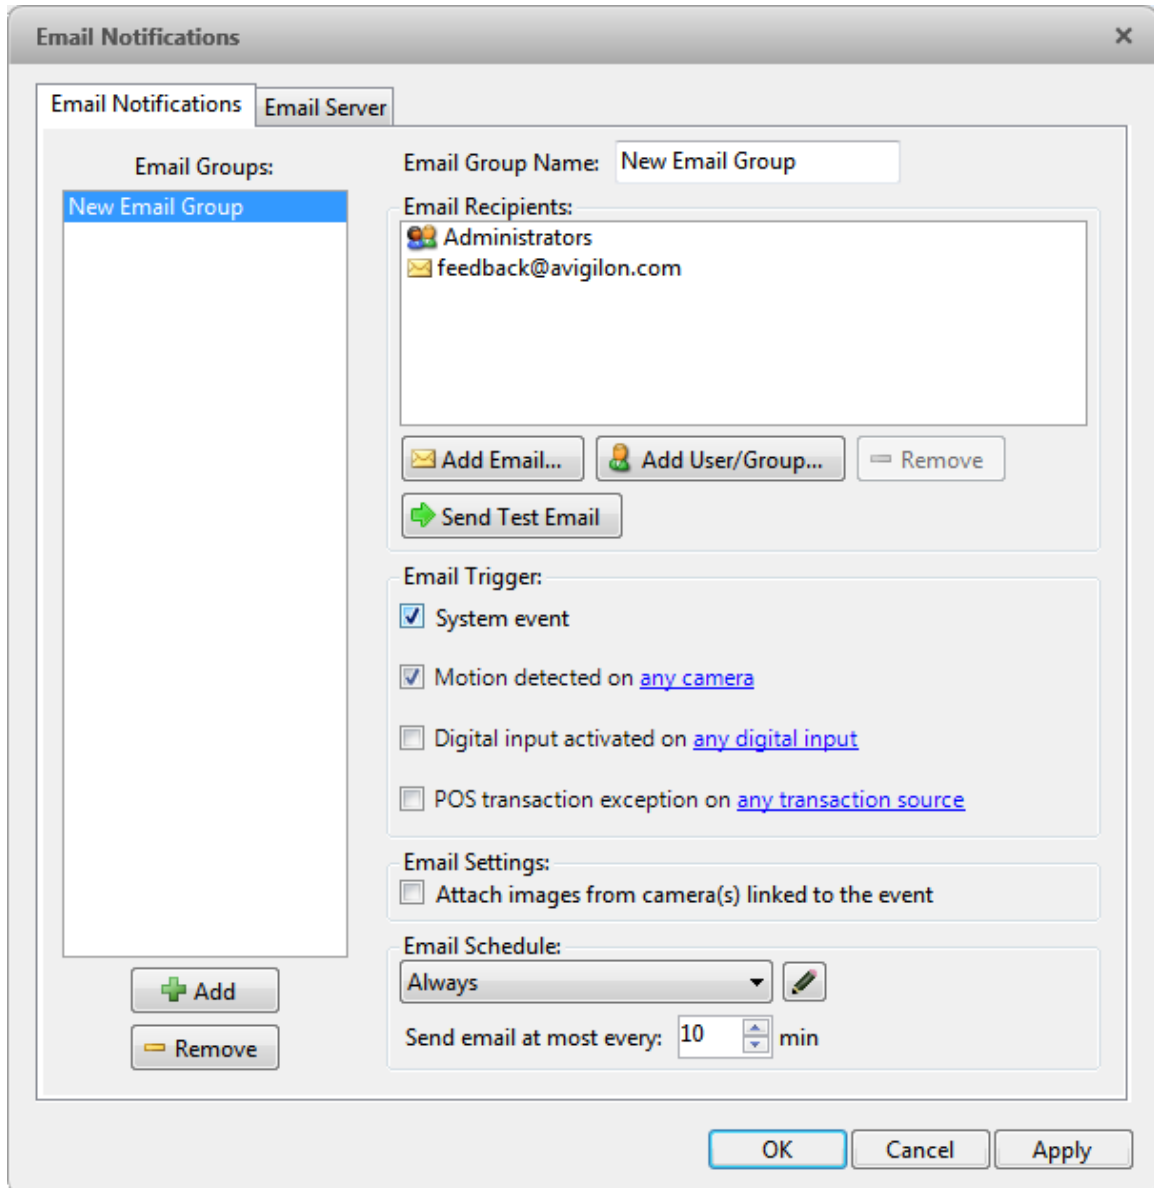 Email Notifications
Email Notifications
Email Server
Email Groups:
New Email Group
Add
Remove
Email Group Name: New Email Group
Email Recipients:
Administrators
feedback@avigilon.com
Add Email... Add User/Group... Remove
Send Test Email
Email Trigger:
System event
Motion detected on any camera
Digital input activated on any digital input
POS transaction exception on any transaction source
Email Settings:
Attach images from camera(s) linked to the event
Email Schedule:
Always
Send email at most every: 10 min
OK Cancel Apply